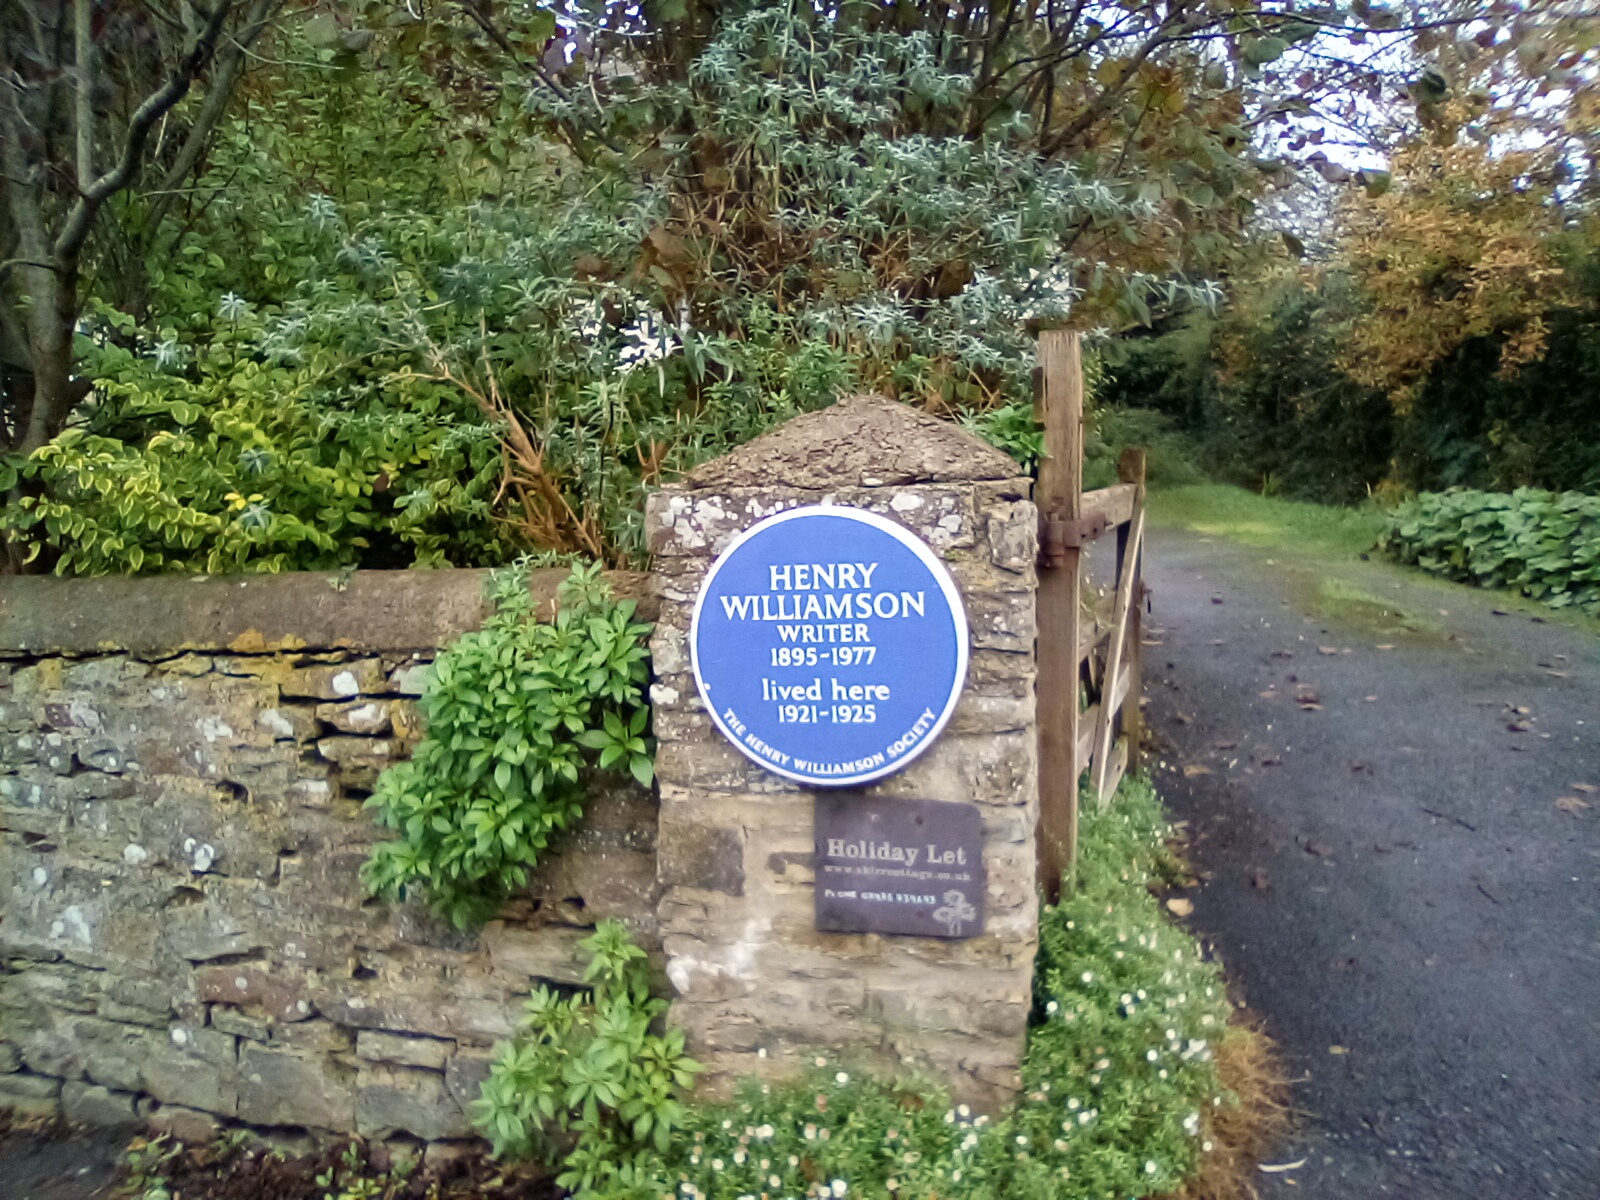 HENRY
WILLIAMSON
WRITER
1895-1977
lived here
1921-1925
THE HENRY WILLIAMSON SOCIETY
Holiday Let